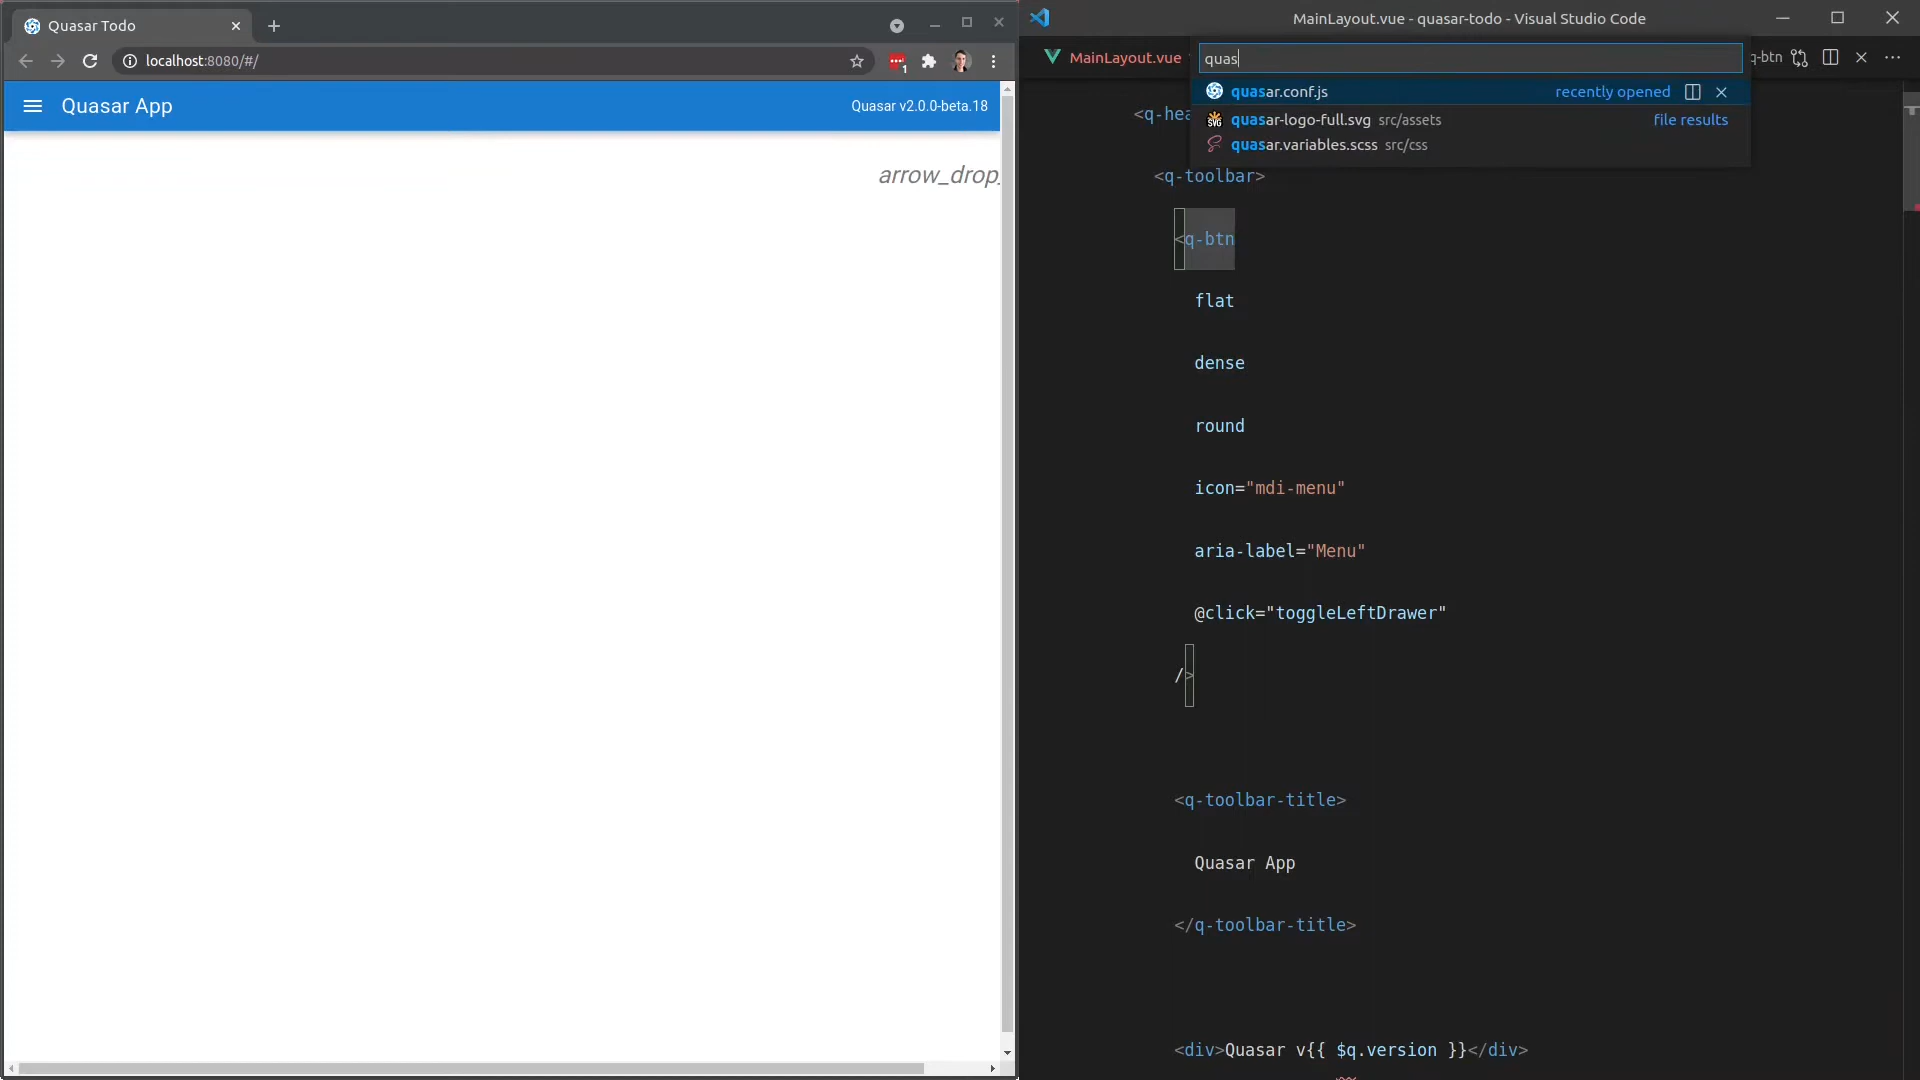 Quasar Todo
localhost:8080/#/
1
Quasar App
Quasar v2.0.0-beta.18
arrow_drop_
MainLayout.vue - quasar-todo - Visual Studio Code
MainLayout.vue
quas
q-btn
quasar.conf.js recently opened
quasar-logo-full.svg src/assets file results
quasar.variables.scss src/css
<q-hea
<q-toolbar>
<q-btn
flat
dense
round
icon="mdi-menu"
aria-label="Menu"
@click="toggleLeftDrawer"
/>
<q-toolbar-title>
Quasar App
</q-toolbar-title>
<div>Quasar v{{ $q.version }}</div>